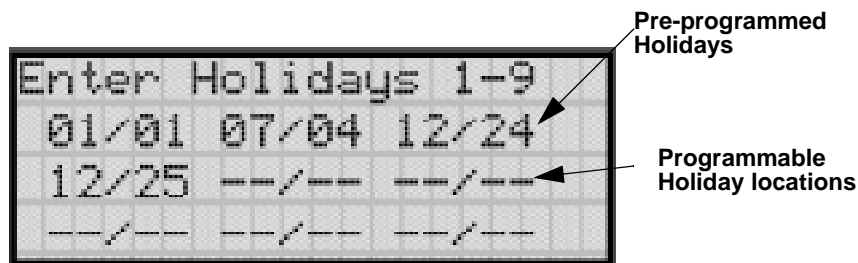 Pre-programmed
Holidays
Enter Holidays 1-9
01/01 07/04 12/24
12/25 --/-- --/--
--/-- --/-- --/--
Programmable
Holiday locations